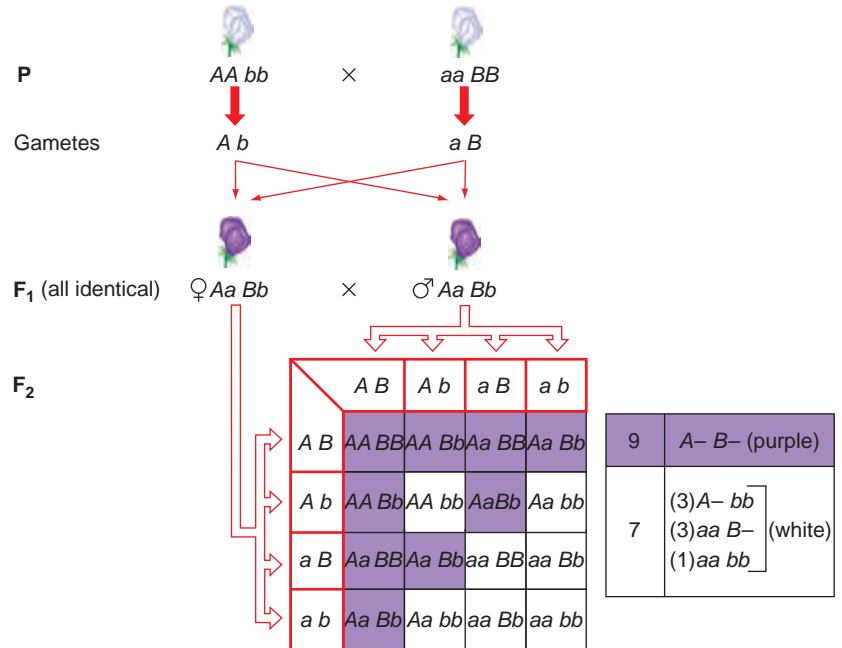 P AA bb × aa BB
Gametes A b a B
F1 (all identical) ♀ Aa Bb × ♂ Aa Bb
F2
A B A b a B a b
A B AA BB AA Bb Aa BB Aa Bb
A b AA Bb AA bb AaBb Aa bb
a B Aa BB Aa Bb aa BB aa Bb
a b Aa Bb Aa bb aa Bb aa bb
9 A– B– (purple)
7 (3)A– bb
(3)aa B– (white)
(1)aa bb